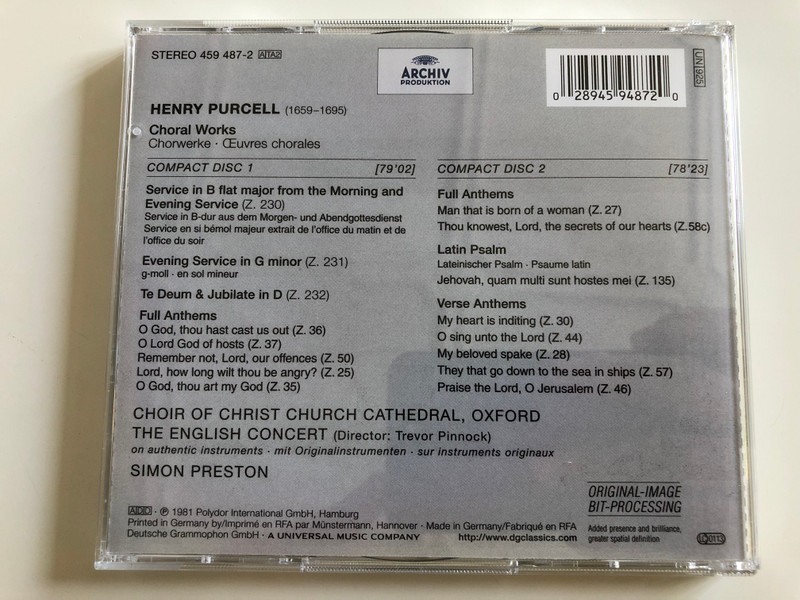 STEREO 459 487-2 AITA2
ARCHIV
PRODUKTION
0 28945 94872 0
UN 925
HENRY PURCELL (1659–1695)
Choral Works
Chorwerke · Œuvres chorales
COMPACT DISC 1 [79'02]
Service in B flat major from the Morning and
Evening Service (Z. 230)
Service in B-dur aus dem Morgen- und Abendgottesdienst
Service en si bémol majeur extrait de l'office du matin et de
l'office du soir
Evening Service in G minor (Z. 231)
g-moll · en sol mineur
Te Deum & Jubilate in D (Z. 232)
Full Anthems
O God, thou hast cast us out (Z. 36)
O Lord God of hosts (Z. 37)
Remember not, Lord, our offences (Z. 50)
Lord, how long wilt thou be angry? (Z. 25)
O God, thou art my God (Z. 35)
COMPACT DISC 2 [78'23]
Full Anthems
Man that is born of a woman (Z. 27)
Thou knowest, Lord, the secrets of our hearts (Z.58c)
Latin Psalm
Lateinischer Psalm · Psaume latin
Jehovah, quam multi sunt hostes mei (Z. 135)
Verse Anthems
My heart is inditing (Z. 30)
O sing unto the Lord (Z. 44)
My beloved spake (Z. 28)
They that go down to the sea in ships (Z. 57)
Praise the Lord, O Jerusalem (Z. 46)
CHOIR OF CHRIST CHURCH CATHEDRAL, OXFORD
THE ENGLISH CONCERT (Director: Trevor Pinnock)
on authentic instruments · mit Originalinstrumenten · sur instruments originaux
SIMON PRESTON
ORIGINAL-IMAGE
BIT-PROCESSING
Added presence and brilliance,
greater spatial definition
ADD · ℗ 1981 Polydor International GmbH, Hamburg
Printed in Germany by/Imprimé en RFA par Münstermann, Hannover · Made in Germany/Fabriqué en RFA
Deutsche Grammophon GmbH · A UNIVERSAL MUSIC COMPANY http://www.dgclassics.com
LC 0113